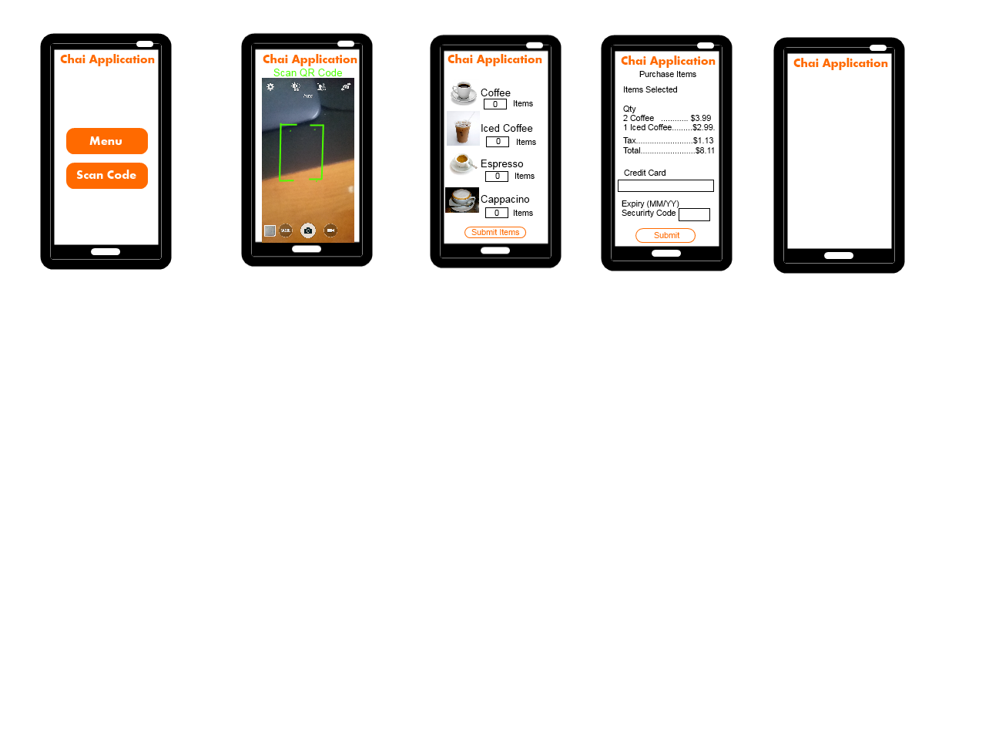 Chai Application
Menu
Scan Code
Chai Application
Scan QR Code
Auto
MODE
Chai Application
Coffee
0 Items
Iced Coffee
0 Items
Espresso
0 Items
Cappacino
0 Items
Submit Items
Chai Application
Purchase Items
Items Selected
Qty
2 Coffee ............ $3.99
1 Iced Coffee.........$2.99.
Tax.........................$1.13
Total........................$8.11
Credit Card
Expiry (MM/YY)
Securirty Code
Submit
Chai Application